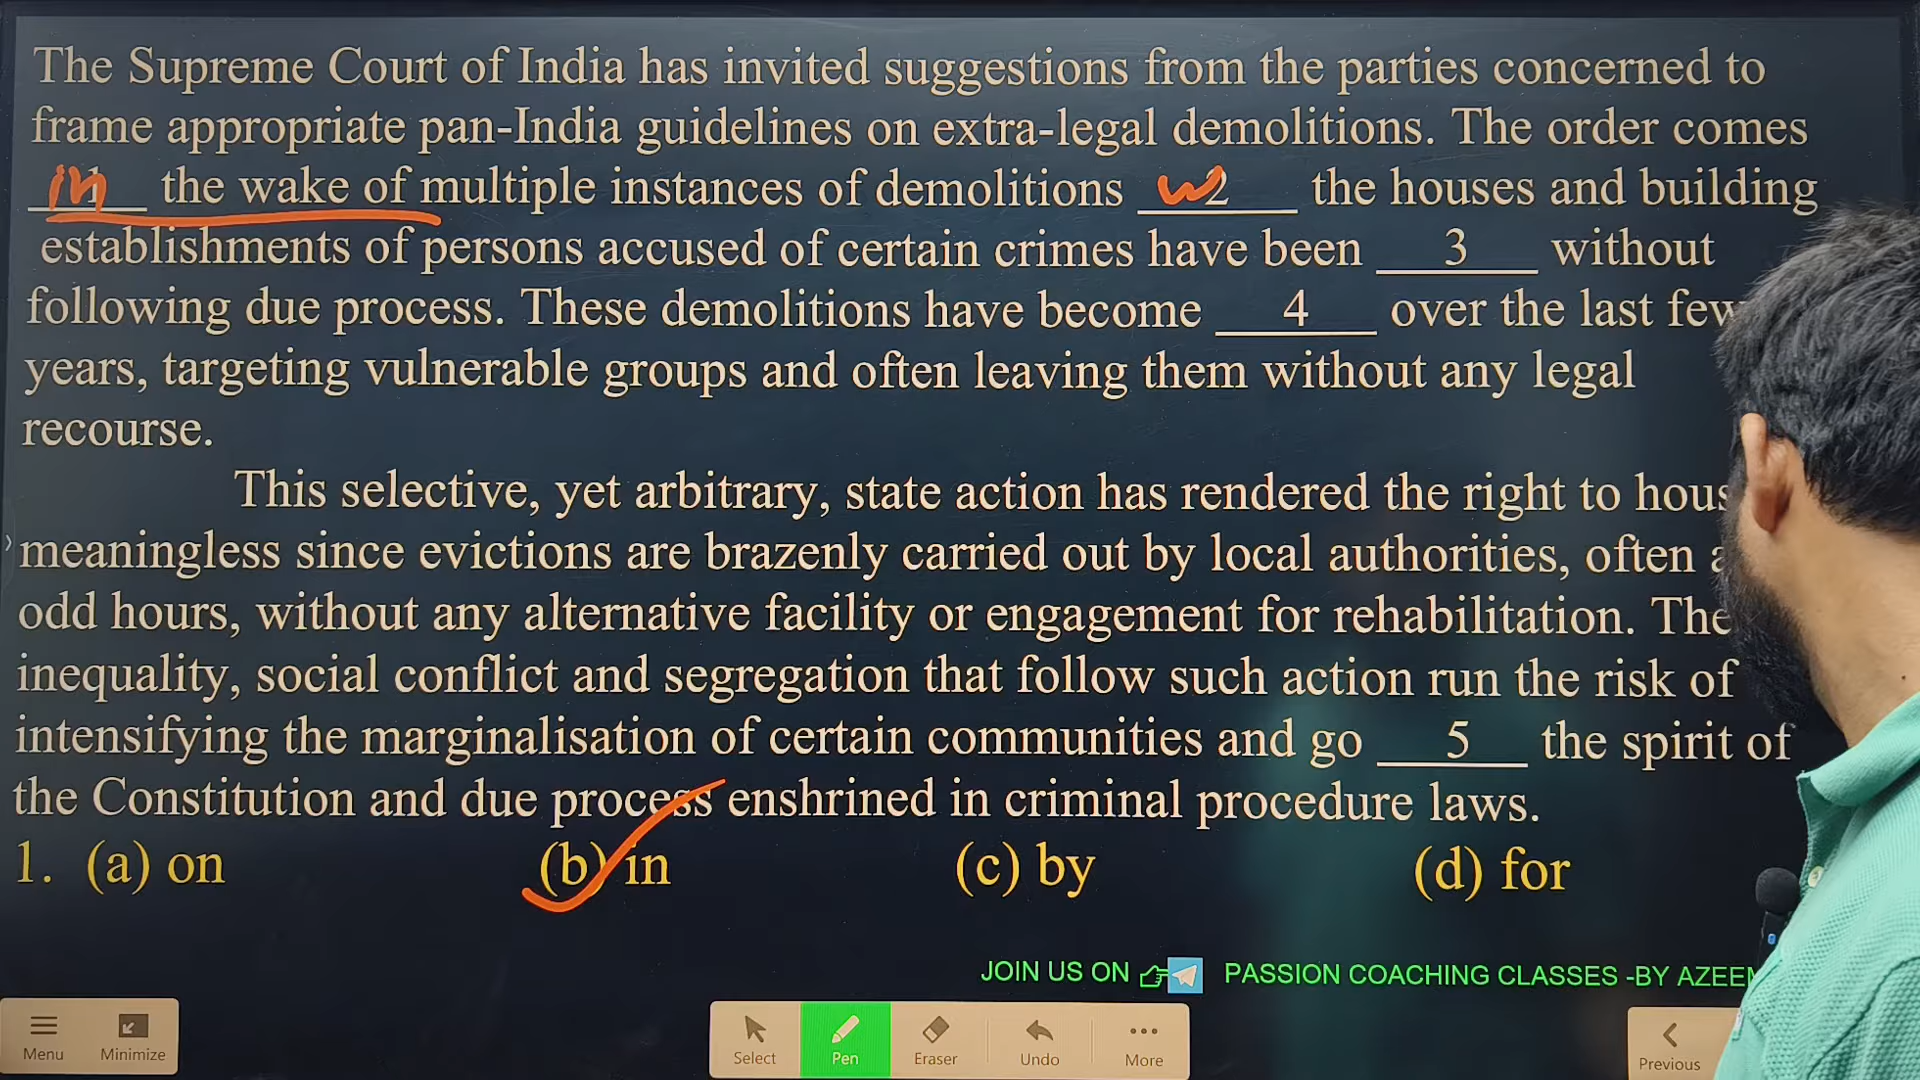 The Supreme Court of India has invited suggestions from the parties concerned to
frame appropriate pan-India guidelines on extra-legal demolitions. The order comes
in the wake of multiple instances of demolitions 2 the houses and building
establishments of persons accused of certain crimes have been 3 without
following due process. These demolitions have become 4 over the last few
years, targeting vulnerable groups and often leaving them without any legal
recourse.
This selective, yet arbitrary, state action has rendered the right to hous
meaningless since evictions are brazenly carried out by local authorities, often
odd hours, without any alternative facility or engagement for rehabilitation. The
inequality, social conflict and segregation that follow such action run the risk of
intensifying the marginalisation of certain communities and go 5 the spirit of
the Constitution and due process enshrined in criminal procedure laws.
1. (a) on (b) in (c) by (d) for
JOIN US ON PASSION COACHING CLASSES -BY AZEEM
Menu Minimize Select Pen Eraser Undo More Previous